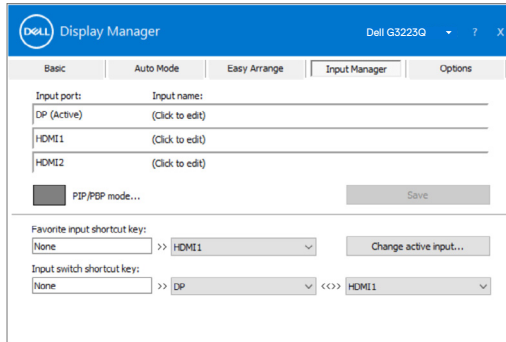 DELL Display Manager Dell G3223Q ? X
Basic Auto Mode Easy Arrange Input Manager Options
Input port: Input name:
DP (Active) (Click to edit)
HDMI1 (Click to edit)
HDMI2 (Click to edit)
PIP/PBP mode... Save
Favorite input shortcut key:
None >> HDMI1 Change active input...
Input switch shortcut key:
None >> DP <<>> HDMI1